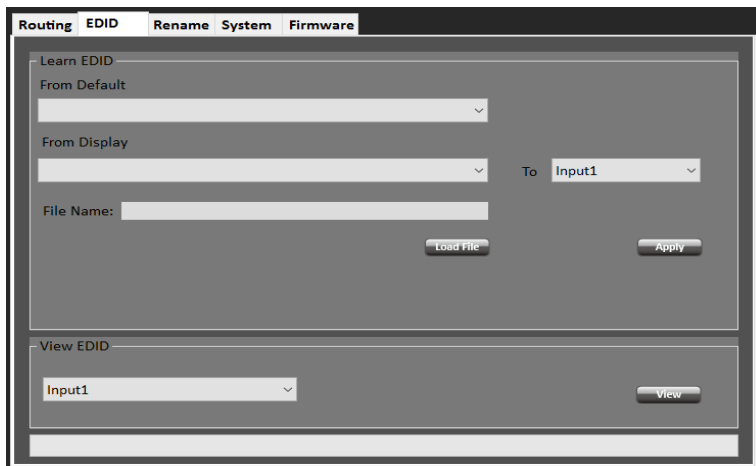 Routing EDID Rename System Firmware
Learn EDID
From Default
From Display
To Input1
File Name:
Load File Apply
View EDID
Input1 View